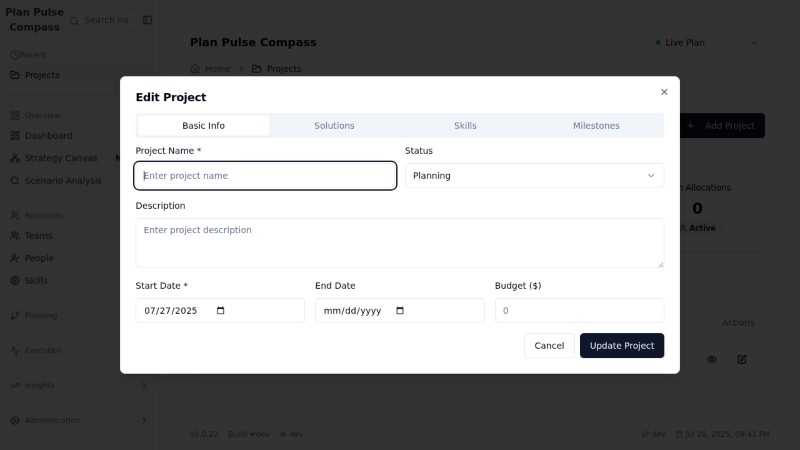 Plan Pulse
Compass
Search na
Recent
Projects
Overview
Dashboard
Strategy Canvas
Scenario Analysis
Resources
Teams
People
Skills
Planning
Execution
Insights
Administration
Plan Pulse Compass
Live Plan
Home > Projects
Add Project
Allocations
0
Active
Actions
Edit Project
Basic Info Solutions Skills Milestones
Project Name * Status
Enter project name Planning
Description
Enter project description
Start Date * End Date Budget ($)
07/27/2025 mm/dd/yyyy 0
Cancel Update Project
v0.0.22 Build #dev dev dev Jul 26, 2025, 09:41 PM